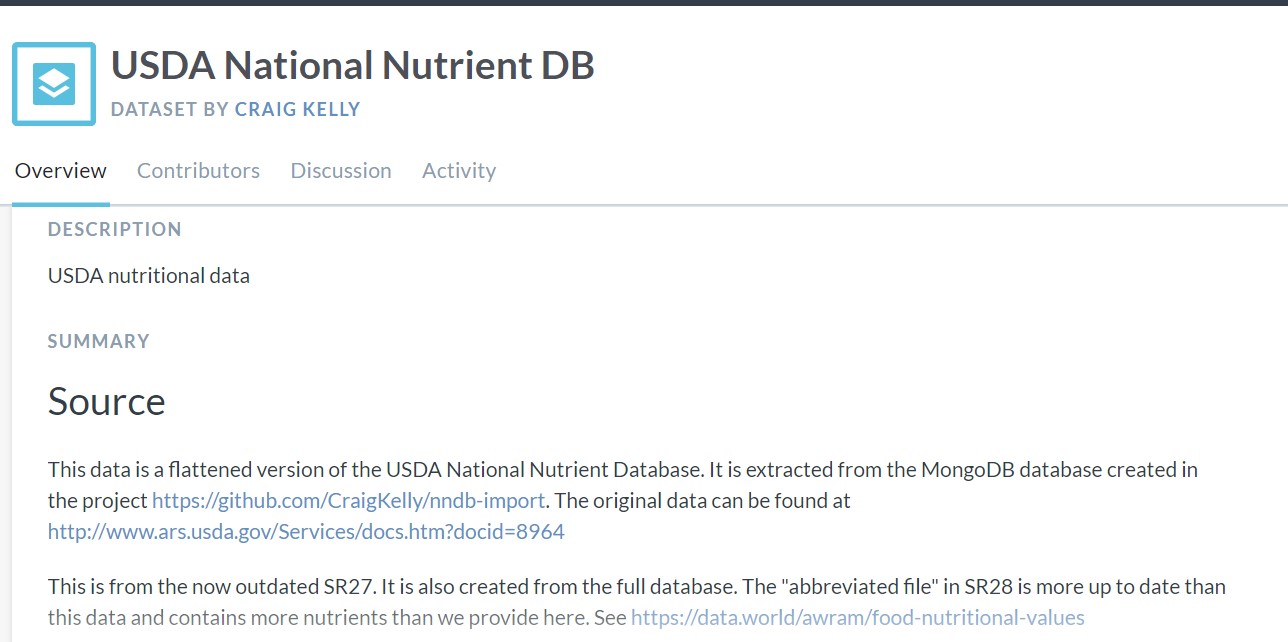 USDA National Nutrient DB
DATASET BY CRAIG KELLY
Overview Contributors Discussion Activity
DESCRIPTION
USDA nutritional data
SUMMARY
Source
This data is a flattened version of the USDA National Nutrient Database. It is extracted from the MongoDB database created in
the project https://github.com/CraigKelly/nndb-import. The original data can be found at
http://www.ars.usda.gov/Services/docs.htm?docid=8964
This is from the now outdated SR27. It is also created from the full database. The "abbreviated file" in SR28 is more up to date than
this data and contains more nutrients than we provide here. See https://data.world/awram/food-nutritional-values